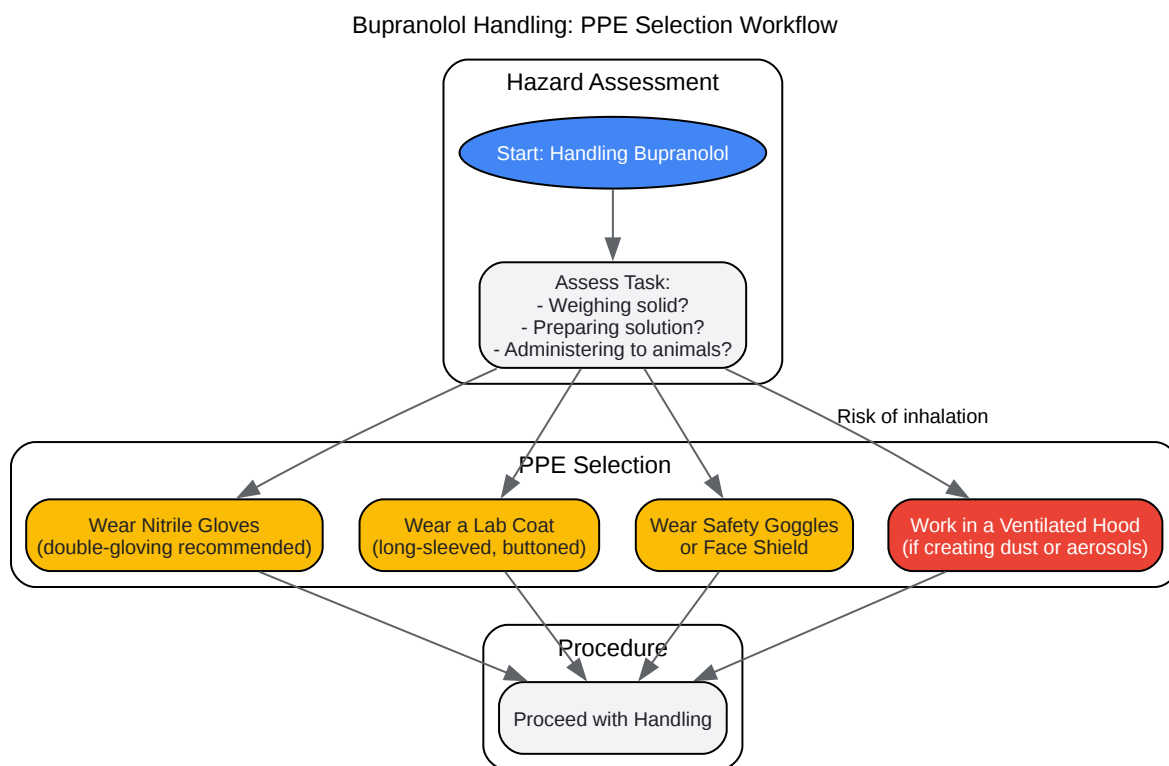 Bupranolol Handling: PPE Selection Workflow
Hazard Assessment
Start: Handling Bupranolol
Assess Task:
- Weighing solid?
- Preparing solution?
- Administering to animals?
Risk of inhalation
PPE Selection
Wear Nitrile Gloves
(double-gloving recommended)
Wear a Lab Coat
(long-sleeved, buttoned)
Wear Safety Goggles
or Face Shield
Work in a Ventilated Hood
(if creating dust or aerosols)
Procedure
Proceed with Handling